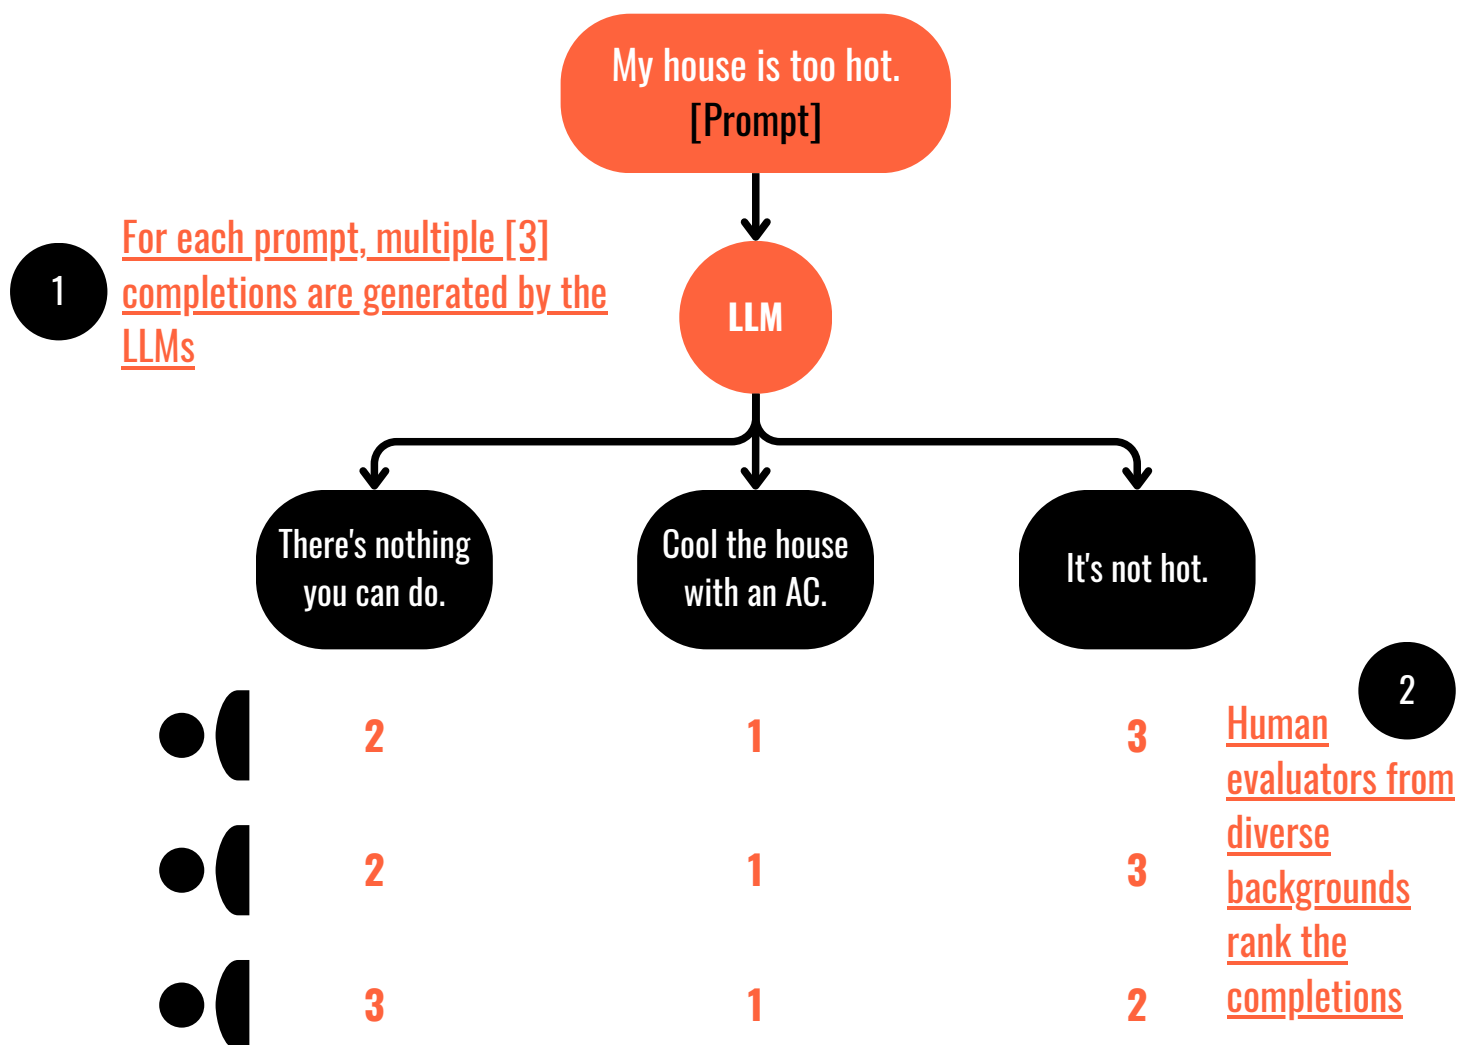 My house is too hot.
[Prompt]
1
For each prompt, multiple [3]
completions are generated by the
LLMs
LLM
There's nothing
you can do.
Cool the house
with an AC.
It's not hot.
2 1 3
2 1 3
3 1 2
2
Human
evaluators from
diverse
backgrounds
rank the
completions